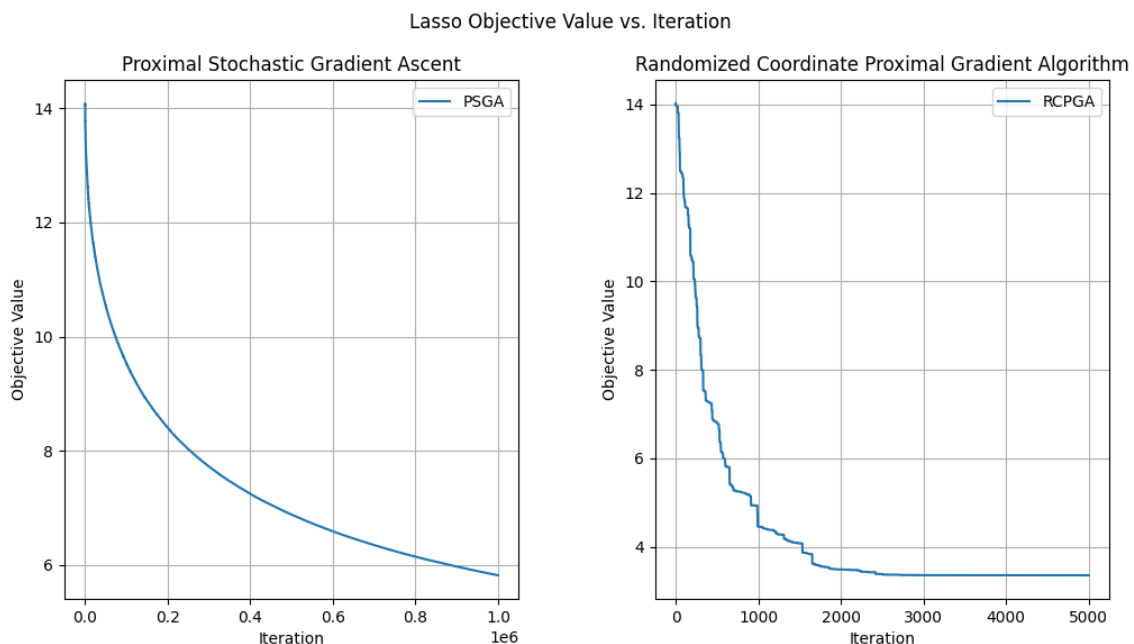 Lasso Objective Value vs. Iteration
Proximal Stochastic Gradient Ascent
PSGA
14
12
10
8
6
Objective Value
0.0
0.2
0.4
0.6
0.8
1.0
1e6
Iteration
Randomized Coordinate Proximal Gradient Algorithm
RCPGA
14
12
10
8
6
4
Objective Value
0
1000
2000
3000
4000
5000
Iteration